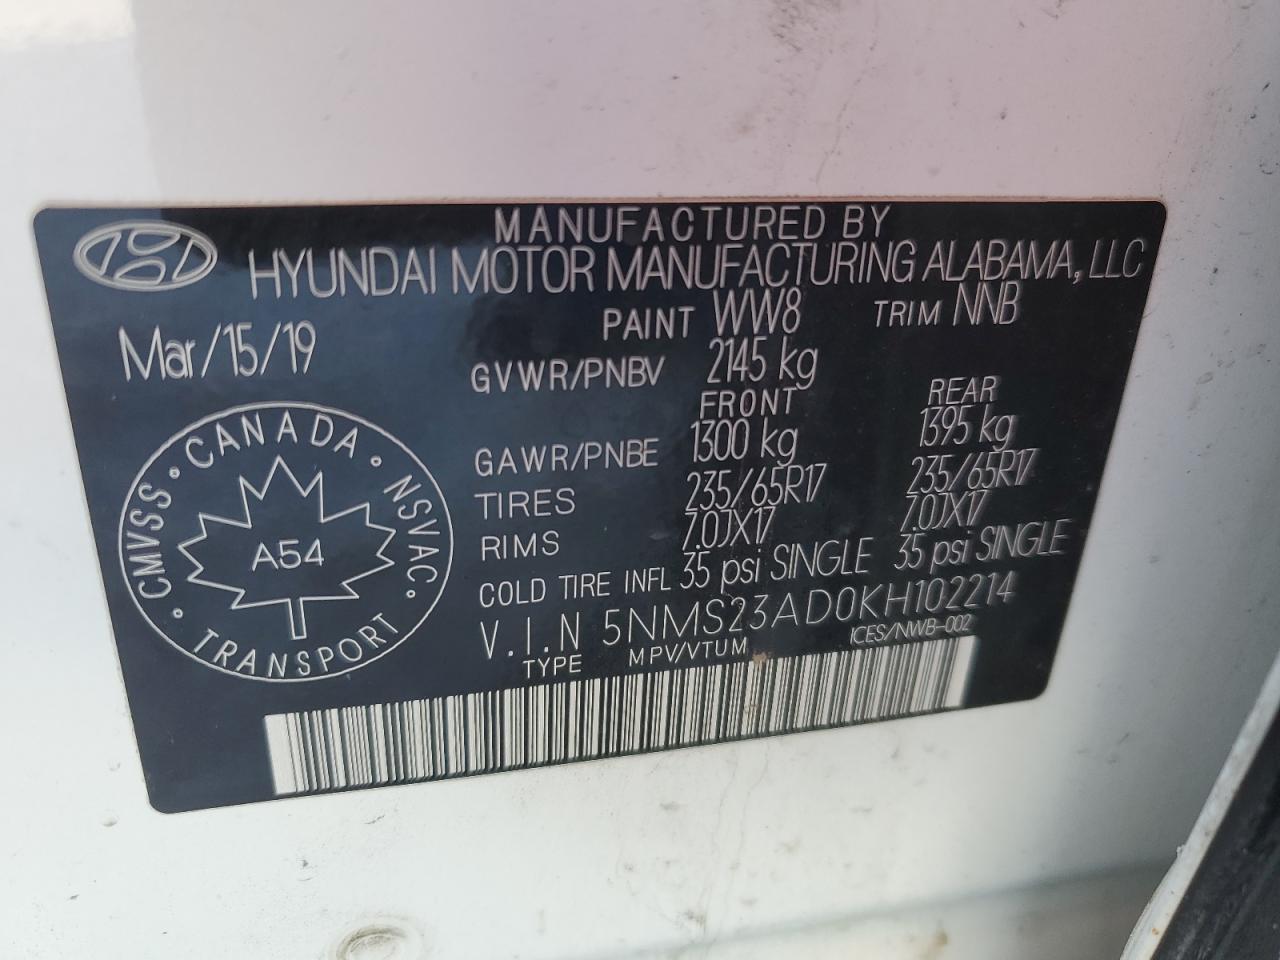 MANUFACTURED BY
HYUNDAI MOTOR MANUFACTURING ALABAMA, LLC
Mar/15/19
PAINT WW8 TRIM NNB
GVWR/PNBV 2145 kg
FRONT REAR
GAWR/PNBE 1300 kg 1395 kg
TIRES 235/65R17 235/65R17
RIMS 7.0JX17 7.0JX17
COLD TIRE INFL 35 psi SINGLE 35 psi SINGLE
V.I.N 5NMS23AD0KH102214
TYPE MPV/VTUM ICES/NWB-002
CMVSS • CANADA • NSVAC
A54
TRANSPORT